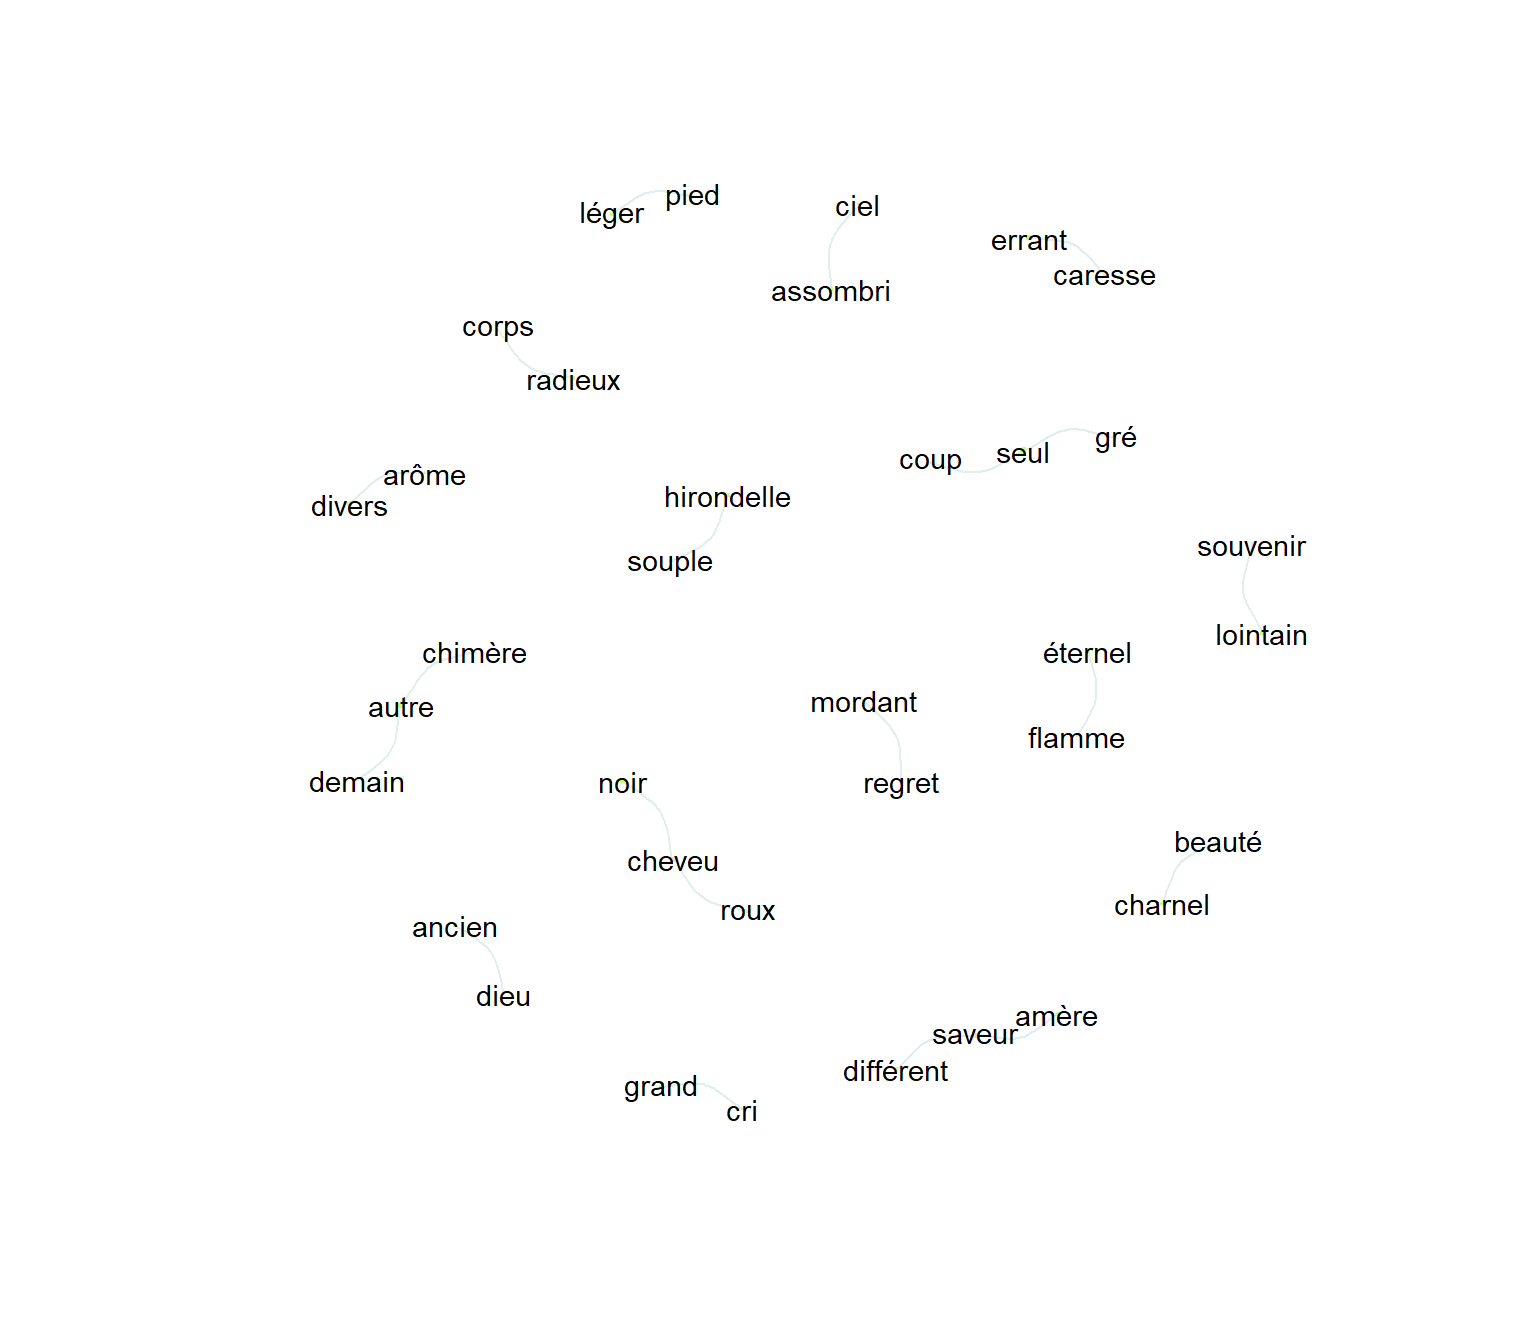 pied
léger
ciel
errant
caresse
assombri
corps
radieux
gré
seul
coup
arôme
divers
hirondelle
souple
souvenir
lointain
chimère
éternel
autre
mordant
flamme
demain
noir
regret
beauté
cheveu
charnel
roux
ancien
dieu
amère
saveur
différent
grand
cri